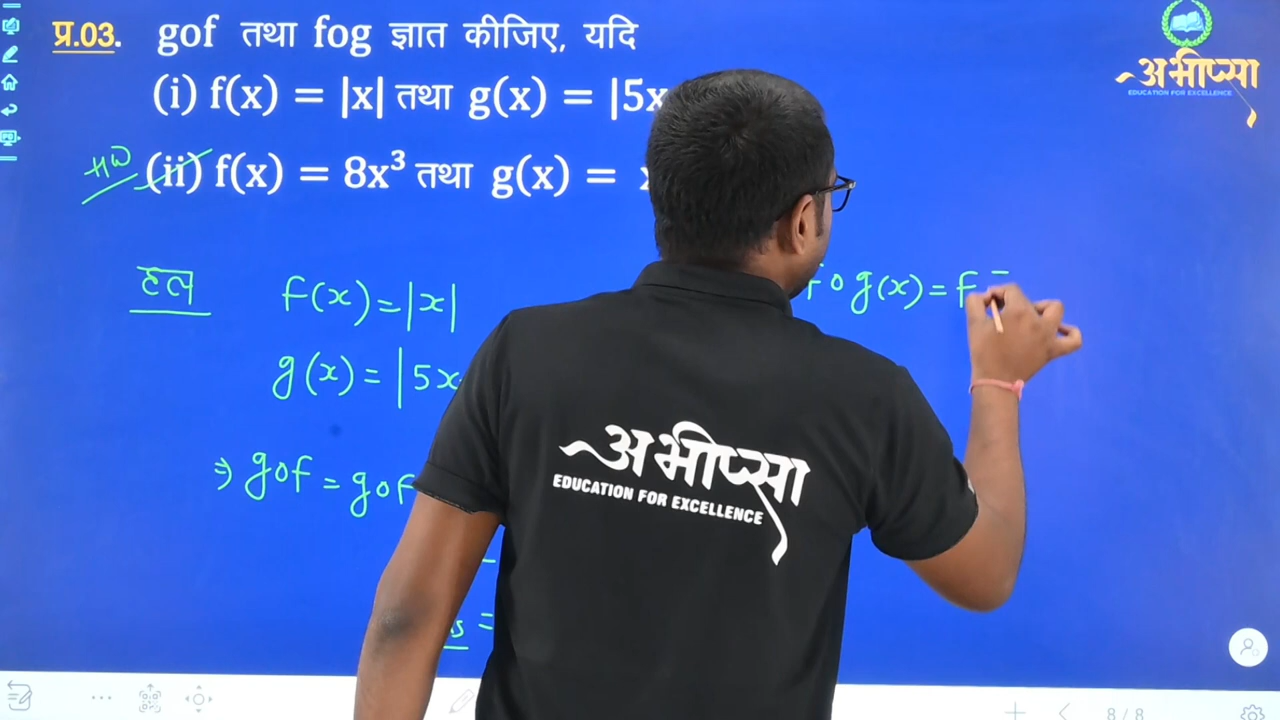 प्र.03. gof तथा fog ज्ञात कीजिए, यदि
(i) f(x) = |x| तथा g(x) = |5x
HW (ii) f(x) = 8x³ तथा g(x) =
अभीप्सा
EDUCATION FOR EXCELLENCE
हल f(x)=|x|
g(x)=|5x
⇒ gof = gof
fog(x)=f
अभीप्सा
EDUCATION FOR EXCELLENCE
8/8